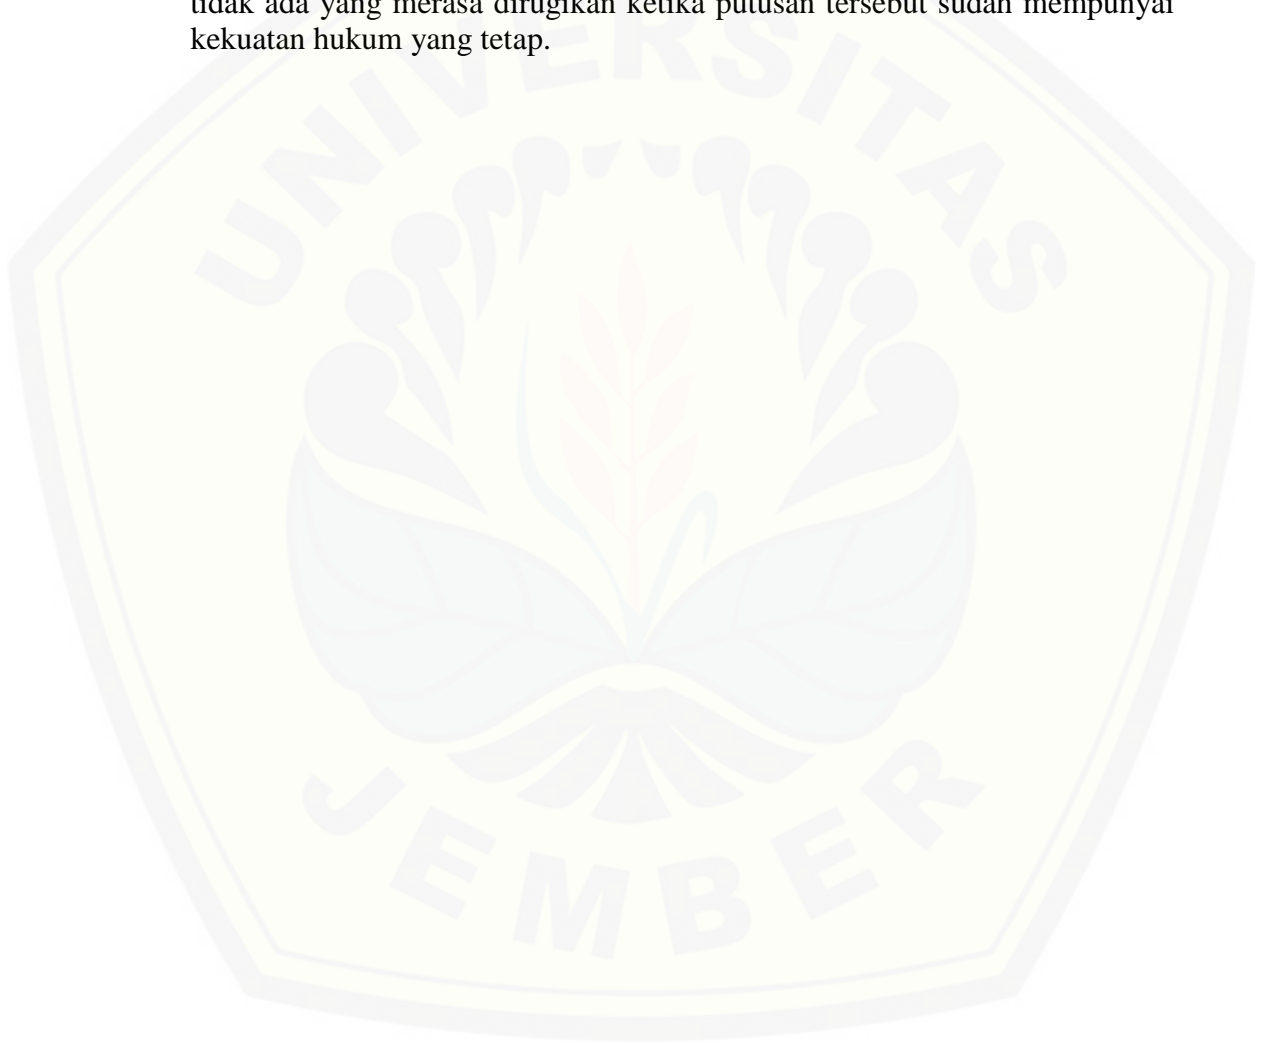 tidak ada yang merasa dirugikan ketika putusan tersebut sudah mempunyai
kekuatan hukum yang tetap.
UNIVERSITAS
JEMBER